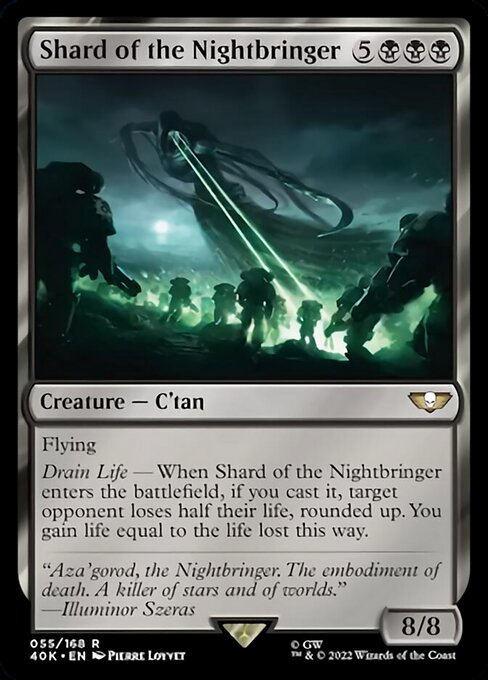 Shard of the Nightbringer 5
Creature — C'tan
Flying
Drain Life — When Shard of the Nightbringer
enters the battlefield, if you cast it, target
opponent loses half their life, rounded up. You
gain life equal to the life lost this way.
"Aza'gorod, the Nightbringer. The embodiment of
death. A killer of stars and of worlds."
—Illuminor Szeras
8/8
055/168 R
40K • EN Pierre Loyvet
© GW
™ & © 2022 Wizards of the Coast